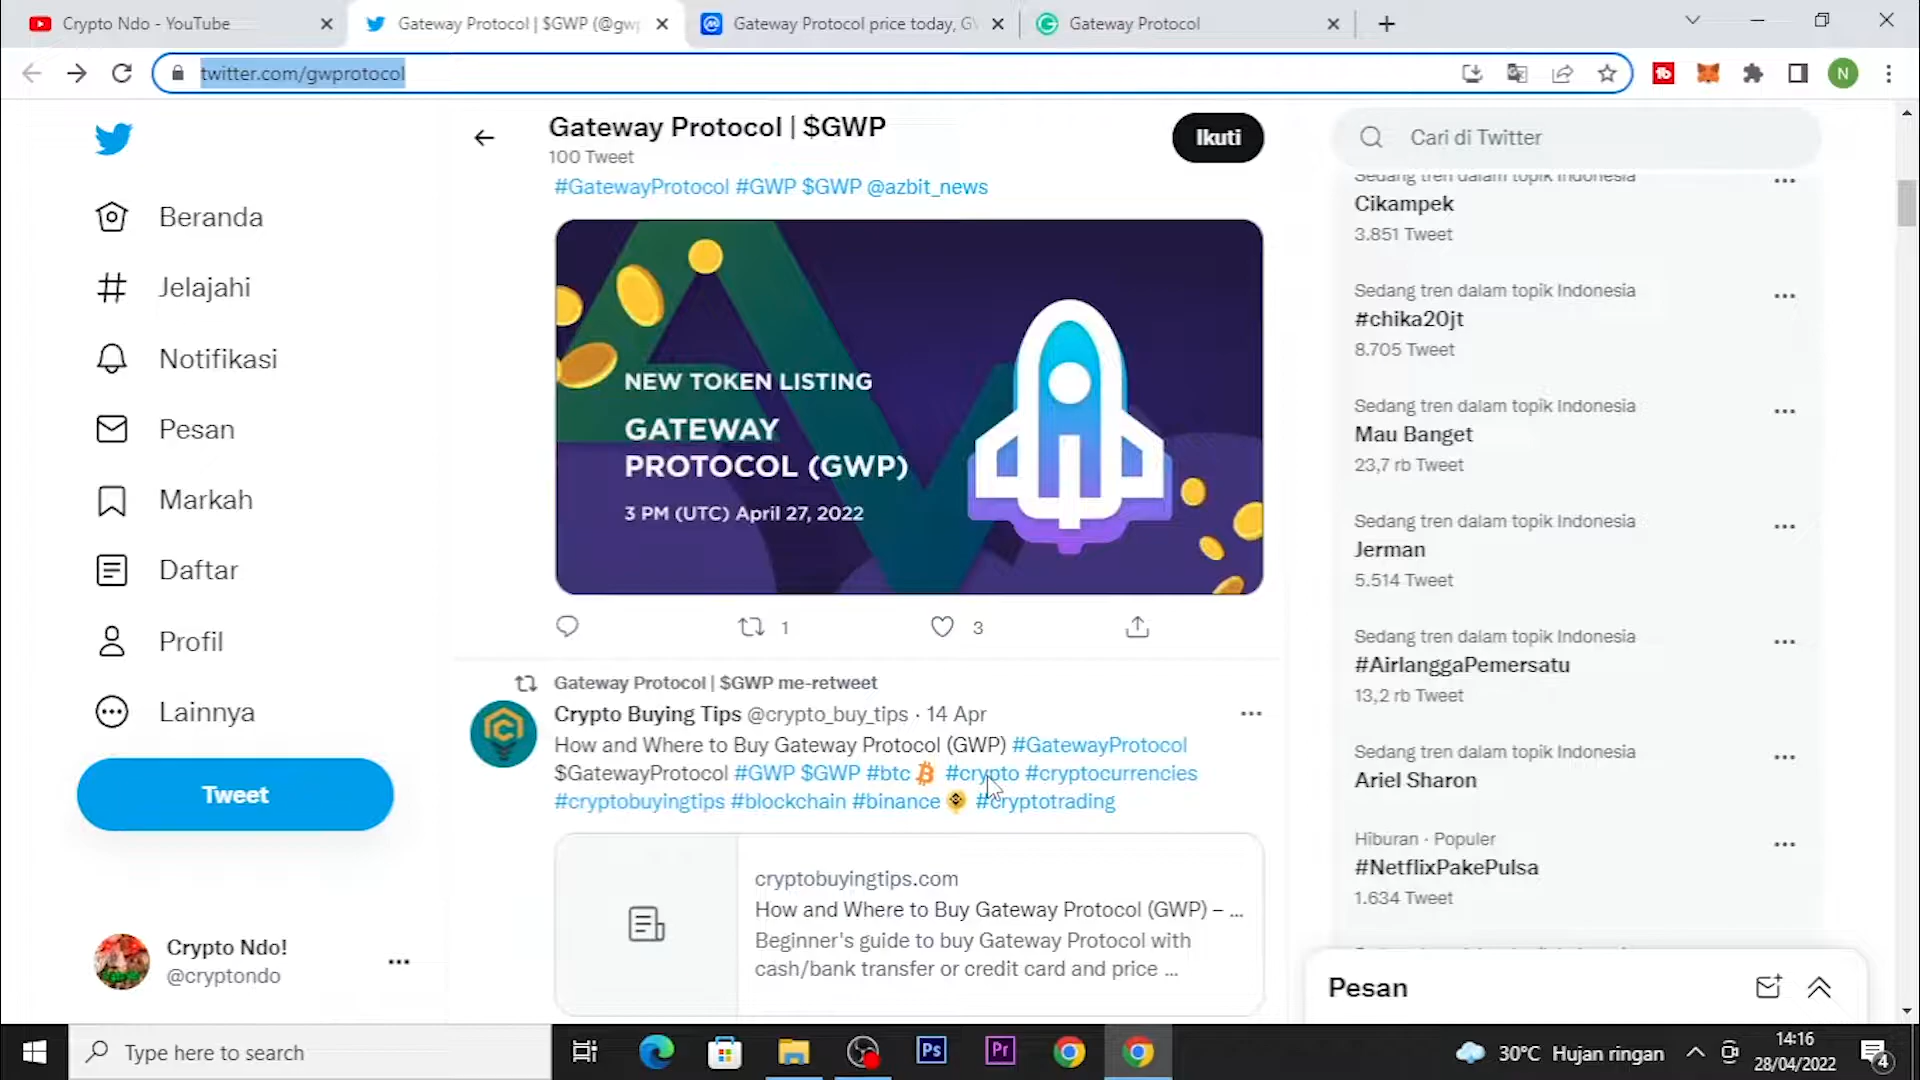 Crypto Ndo - YouTube
Gateway Protocol | $GWP (@gwp
Gateway Protocol price today, G
Gateway Protocol
twitter.com/gwprotocol
N
Gateway Protocol | $GWP
100 Tweet
Ikuti
Cari di Twitter
#GatewayProtocol #GWP $GWP @azbit_news
NEW TOKEN LISTING
GATEWAY
PROTOCOL (GWP)
3 PM (UTC) April 27, 2022
1
3
Gateway Protocol | $GWP me-retweet
Crypto Buying Tips @crypto_buy_tips · 14 Apr
How and Where to Buy Gateway Protocol (GWP) #GatewayProtocol
$GatewayProtocol #GWP $GWP #btc #crypto #cryptocurrencies
#cryptobuyingtips #blockchain #binance #cryptotrading
cryptobuyingtips.com
How and Where to Buy Gateway Protocol (GWP) – ...
Beginner's guide to buy Gateway Protocol with
cash/bank transfer or credit card and price ...
Beranda
Jelajahi
Notifikasi
Pesan
Markah
Daftar
Profil
Lainnya
Tweet
Crypto Ndo!
@cryptondo
Sedang tren dalam topik Indonesia
Cikampek
3.851 Tweet
Sedang tren dalam topik Indonesia
#chika20jt
8.705 Tweet
Sedang tren dalam topik Indonesia
Mau Banget
23,7 rb Tweet
Sedang tren dalam topik Indonesia
Jerman
5.514 Tweet
Sedang tren dalam topik Indonesia
#AirlanggaPemersatu
13,2 rb Tweet
Sedang tren dalam topik Indonesia
Ariel Sharon
Hiburan · Populer
#NetflixPakePulsa
1.634 Tweet
Pesan
Type here to search
Ps
Pr
30°C Hujan ringan
14:16
28/04/2022
4